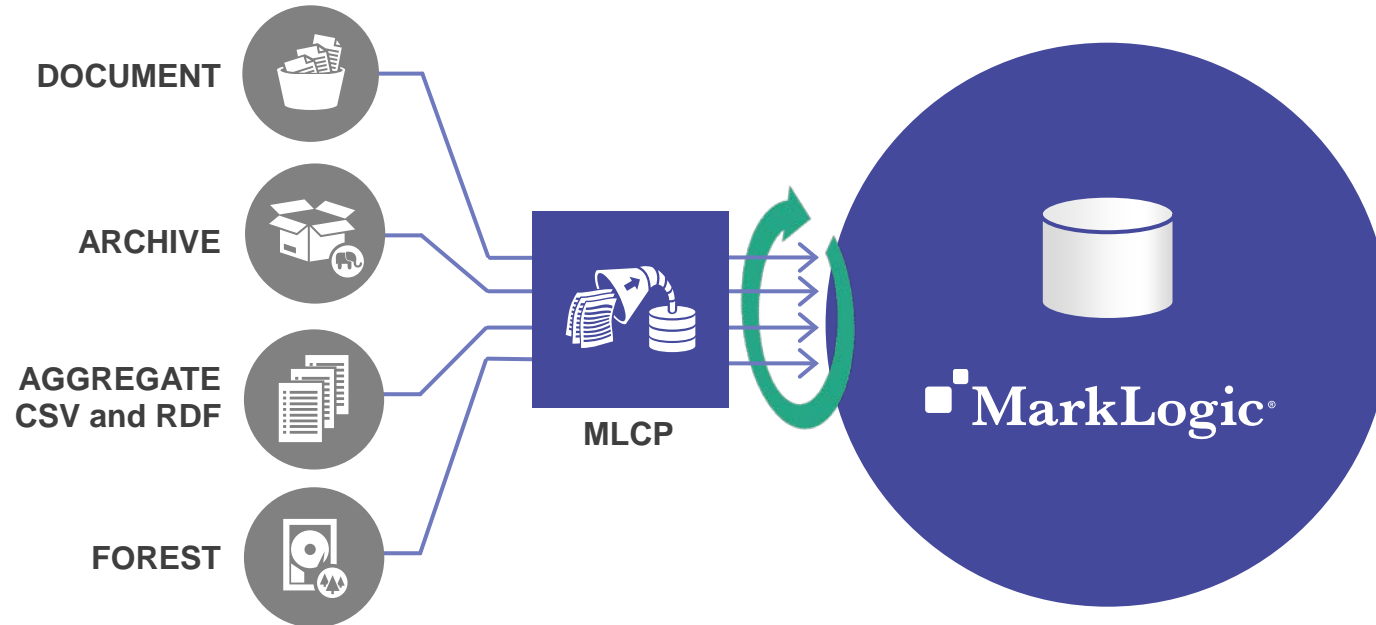 DOCUMENT
ARCHIVE
AGGREGATE
CSV and RDF
FOREST
MLCP
MarkLogic®